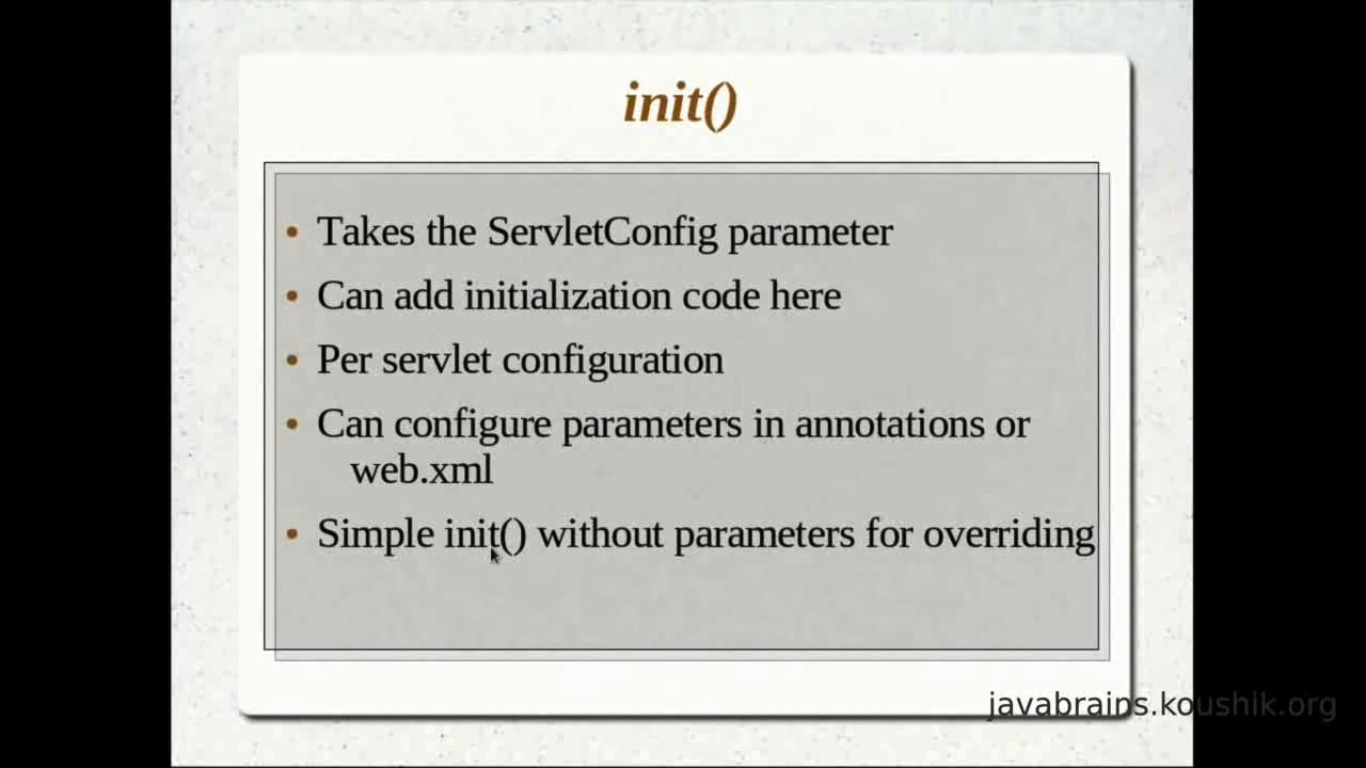 init()
• Takes the ServletConfig parameter
• Can add initialization code here
• Per servlet configuration
• Can configure parameters in annotations or
web.xml
• Simple init() without parameters for overriding
javabrains.koushik.org